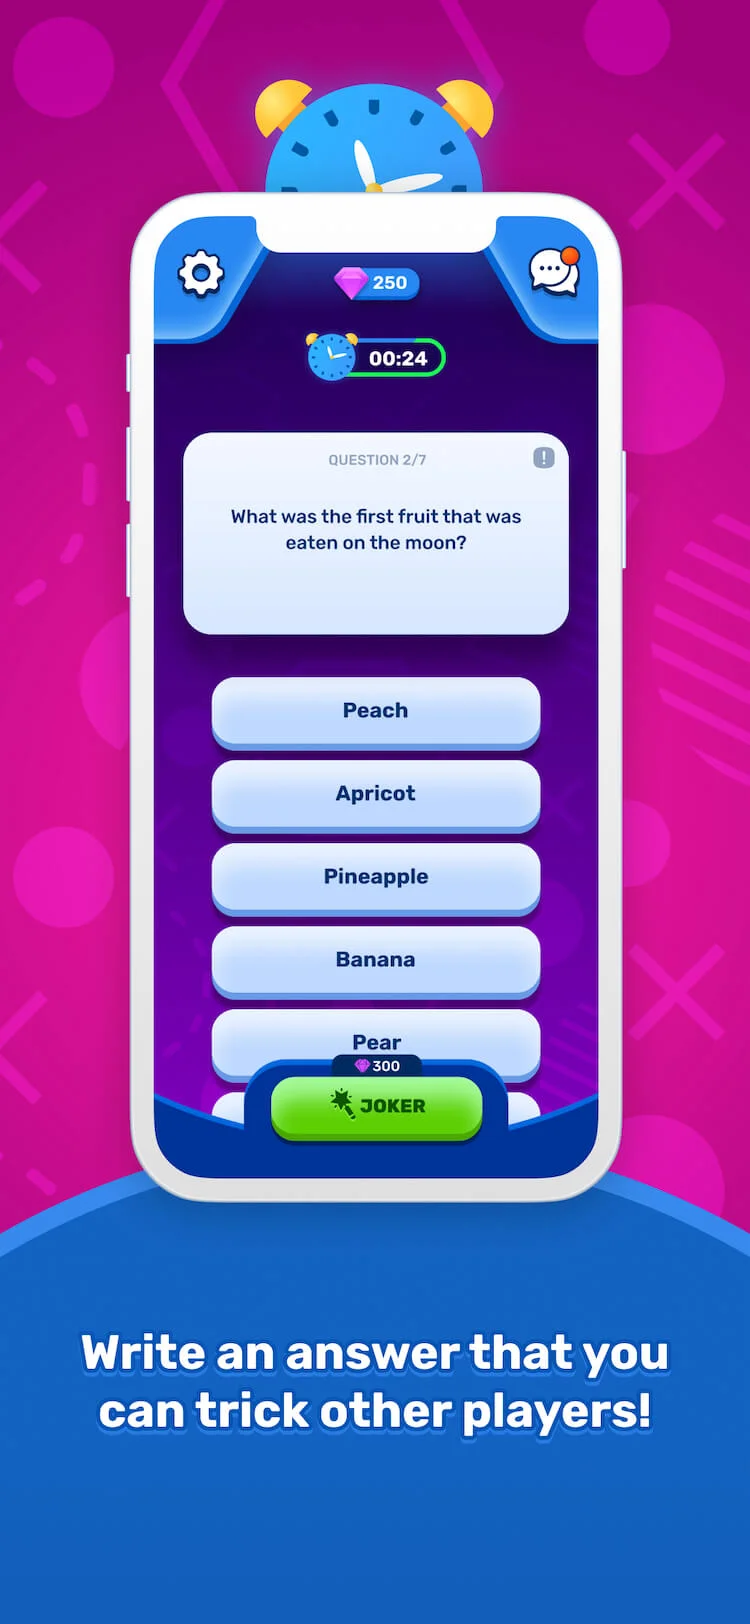 250
00:24
QUESTION 2/7
!
What was the first fruit that was
eaten on the moon?
Peach
Apricot
Pineapple
Banana
Pear
300
JOKER
Write an answer that you
can trick other players!